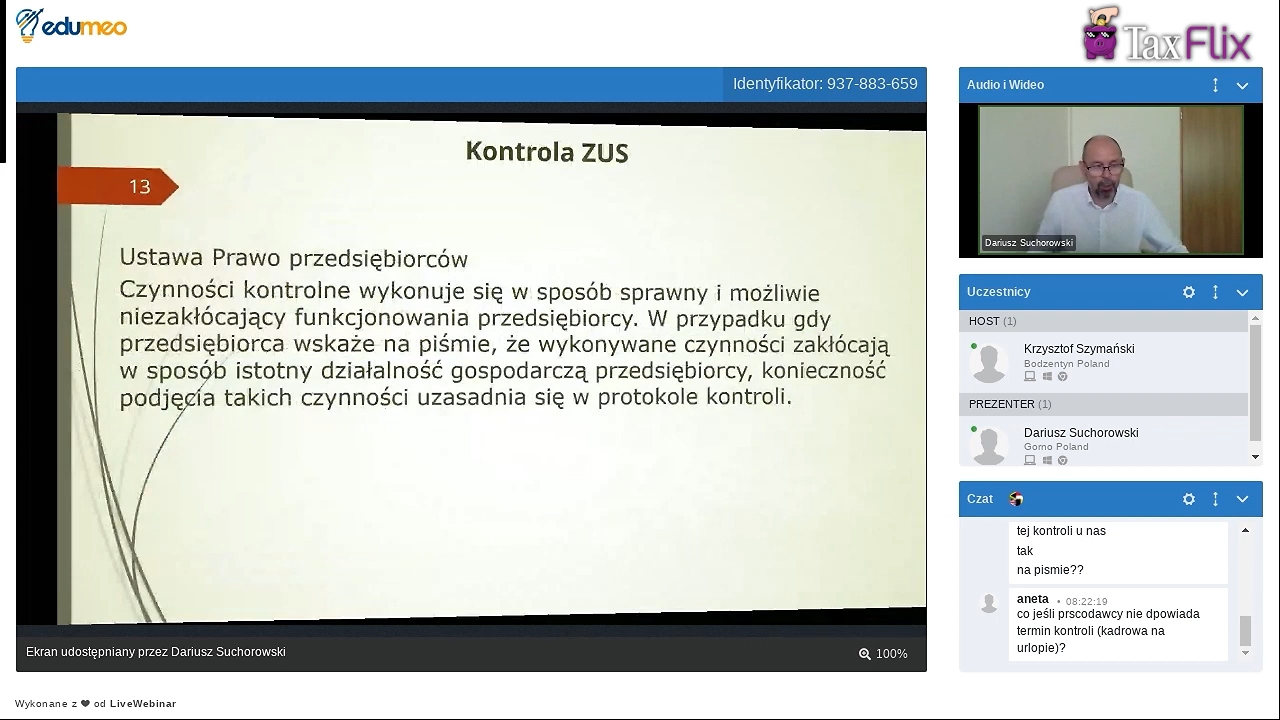 edumeo
TaxFlix
Identyfikator: 937-883-659
Kontrola ZUS
13
Ustawa Prawo przedsiębiorców
Czynności kontrolne wykonuje się w sposób sprawny i możliwie
niezakłócający funkcjonowania przedsiębiorcy. W przypadku gdy
przedsiębiorca wskaże na piśmie, że wykonywane czynności zakłócają
w sposób istotny działalność gospodarczą przedsiębiorcy, konieczność
podjęcia takich czynności uzasadnia się w protokole kontroli.
Ekran udostępniany przez Dariusz Suchorowski
100%
Audio i Wideo
Dariusz Suchorowski
Uczestnicy
HOST (1)
Krzysztof Szymański
Bodzentyn Poland
PREZENTER (1)
Dariusz Suchorowski
Gomo Poland
Czat
tej kontroli u nas
tak
na pismie??
aneta • 08:22:19
co jeśli prscodawcy nie dpowiada
termin kontroli (kadrowa na
urlopie)?
Wykonane z ❤ od LiveWebinar